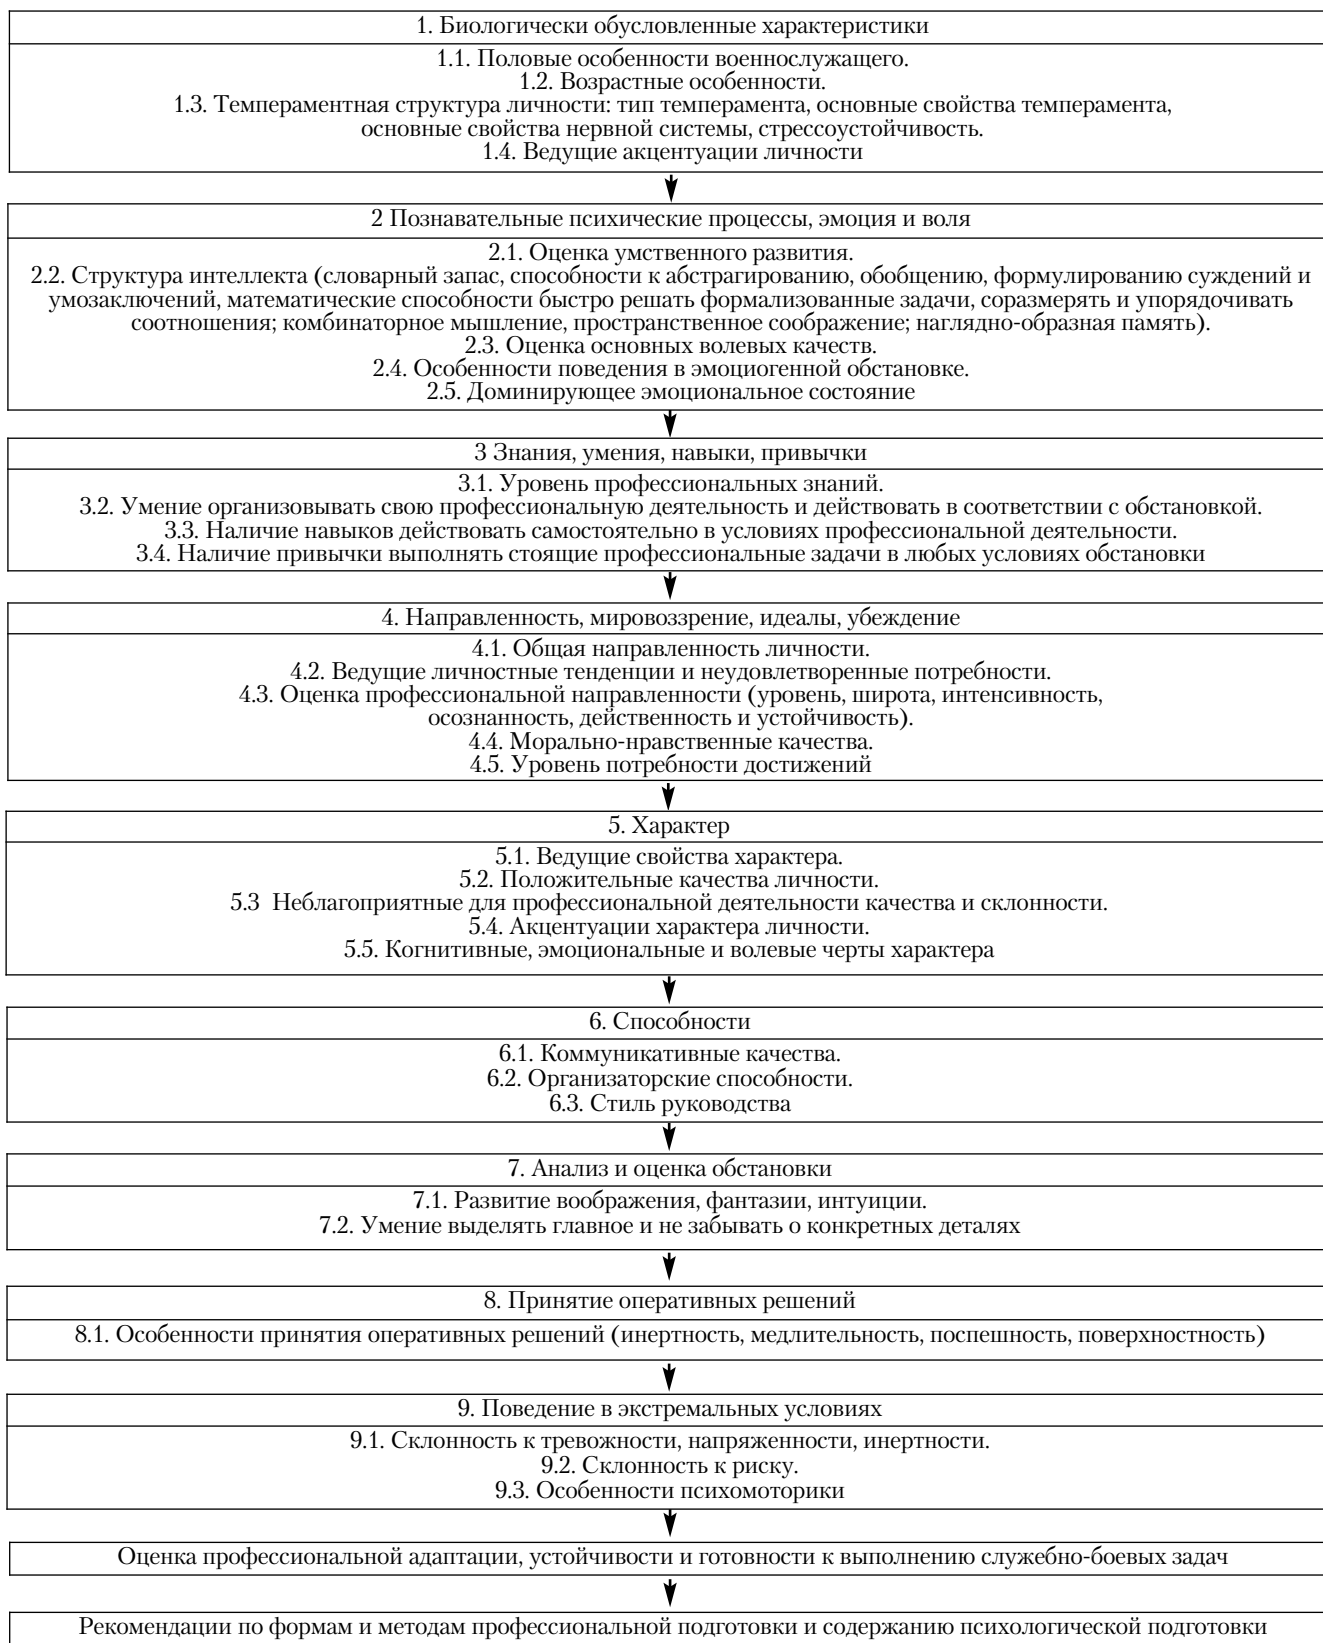 1. Биологически обусловленные характеристики
1.1. Половые особенности военнослужащего.
1.2. Возрастные особенности.
1.3. Темпераментная структура личности: тип темперамента, основные свойства темперамента,
основные свойства нервной системы, стрессоустойчивость.
1.4. Ведущие акцентуации личности
2 Познавательные психические процессы, эмоция и воля
2.1. Оценка умственного развития.
2.2. Структура интеллекта (словарный запас, способности к абстрагированию, обобщению, формулированию суждений и
умозаключений, математические способности быстро решать формализованные задачи, соразмерять и упорядочивать
соотношения; комбинаторное мышление, пространственное соображение; наглядно-образная память).
2.3. Оценка основных волевых качеств.
2.4. Особенности поведения в эмоциогенной обстановке.
2.5. Доминирующее эмоциональное состояние
3 Знания, умения, навыки, привычки
3.1. Уровень профессиональных знаний.
3.2. Умение организовывать свою профессиональную деятельность и действовать в соответствии с обстановкой.
3.3. Наличие навыков действовать самостоятельно в условиях профессиональной деятельности.
3.4. Наличие привычки выполнять стоящие профессиональные задачи в любых условиях обстановки
4. Направленность, мировоззрение, идеалы, убеждение
4.1. Общая направленность личности.
4.2. Ведущие личностные тенденции и неудовлетворенные потребности.
4.3. Оценка профессиональной направленности (уровень, широта, интенсивность,
осознанность, действенность и устойчивость).
4.4. Морально-нравственные качества.
4.5. Уровень потребности достижений
5. Характер
5.1. Ведущие свойства характера.
5.2. Положительные качества личности.
5.3 Неблагоприятные для профессиональной деятельности качества и склонности.
5.4. Акцентуации характера личности.
5.5. Когнитивные, эмоциональные и волевые черты характера
6. Способности
6.1. Коммуникативные качества.
6.2. Организаторские способности.
6.3. Стиль руководства
7. Анализ и оценка обстановки
7.1. Развитие воображения, фантазии, интуиции.
7.2. Умение выделять главное и не забывать о конкретных деталях
8. Принятие оперативных решений
8.1. Особенности принятия оперативных решений (инертность, медлительность, поспешность, поверхностность)
9. Поведение в экстремальных условиях
9.1. Склонность к тревожности, напряженности, инертности.
9.2. Склонность к риску.
9.3. Особенности психомоторики
Оценка профессиональной адаптации, устойчивости и готовности к выполнению служебно-боевых задач
Рекомендации по формам и методам профессиональной подготовки и содержанию психологической подготовки